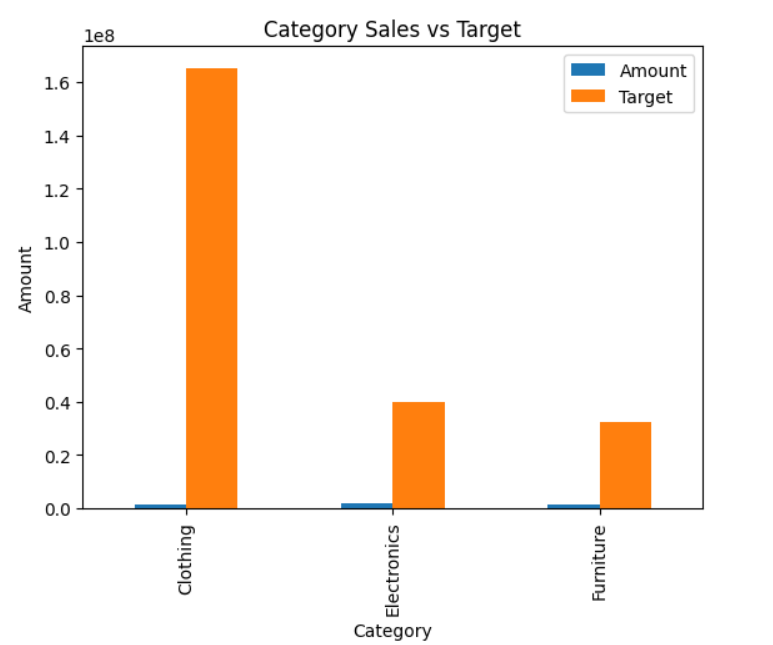 Category Sales vs Target
1e8
Amount
Target
1.6
1.4
1.2
1.0
0.8
0.6
0.4
0.2
0.0
Amount
Clothing
Electronics
Furniture
Category